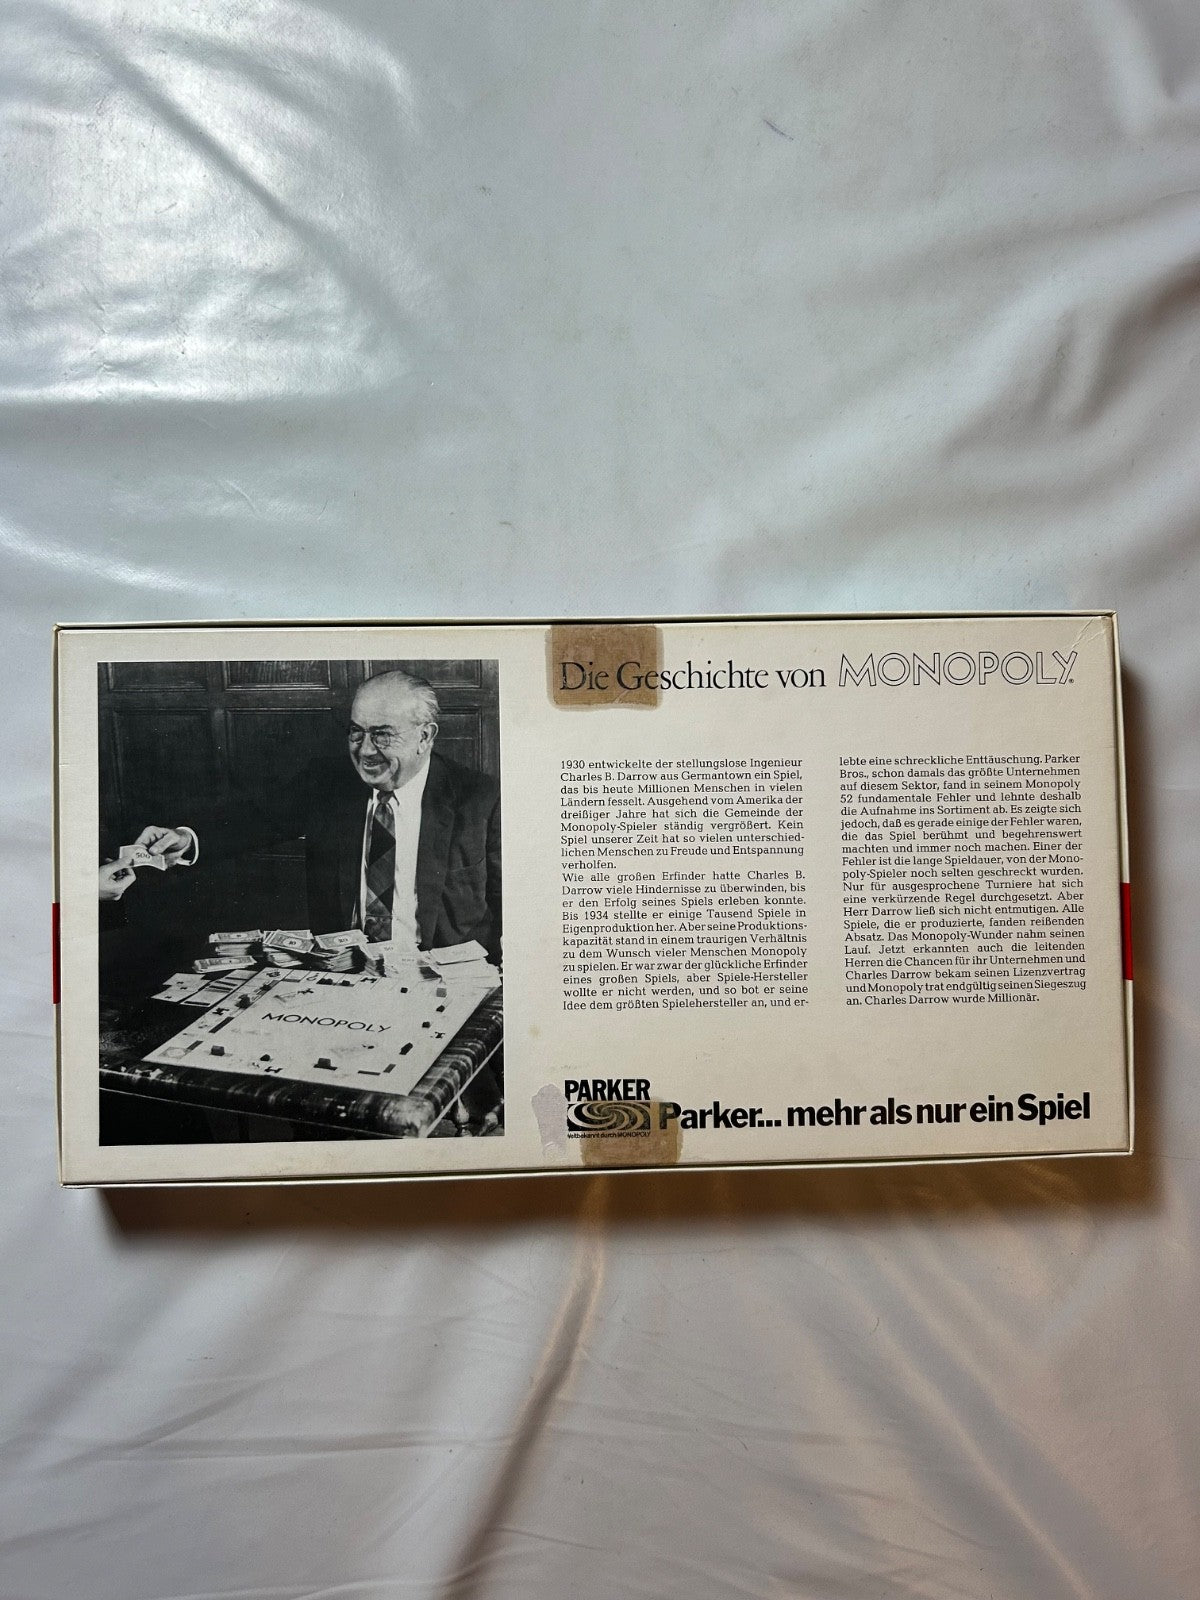 Die Geschichte von MONOPOLY®
1930 entwickelte der stellungslose Ingenieur
Charles B. Darrow aus Germantown ein Spiel,
das bis heute Millionen Menschen in vielen
Ländern fesselt. Ausgehend vom Amerika der
dreißiger Jahre hat sich die Gemeinde der
Monopoly-Spieler ständig vergrößert. Kein
Spiel unserer Zeit hat so vielen unterschied-
lichen Menschen zu Freude und Entspannung
verholfen.
Wie alle großen Erfinder hatte Charles B.
Darrow viele Hindernisse zu überwinden, bis
er den Erfolg seines Spiels erleben konnte.
Bis 1934 stellte er einige Tausend Spiele in
Eigenproduktion her. Aber seine Produktions-
kapazität stand in einem traurigen Verhältnis
zu dem Wunsch vieler Menschen Monopoly
zu spielen. Er war zwar der glückliche Erfinder
eines großen Spiels, aber Spiele-Hersteller
wollte er nicht werden, und so bot er seine
Idee dem größten Spielehersteller an, und er-
lebte eine schreckliche Enttäuschung. Parker
Bros., schon damals das größte Unternehmen
auf diesem Sektor, fand in seinem Monopoly
52 fundamentale Fehler und lehnte deshalb
die Aufnahme ins Sortiment ab. Es zeigte sich
jedoch, daß es gerade einige der Fehler waren,
die das Spiel berühmt und begehrenswert
machten und immer noch machen. Einer der
Fehler ist die lange Spieldauer, von der Mono-
poly-Spieler noch selten geschreckt wurden.
Nur für ausgesprochene Turniere hat sich
eine verkürzende Regel durchgesetzt. Aber
Herr Darrow ließ sich nicht entmutigen. Alle
Spiele, die er produzierte, fanden reißenden
Absatz. Das Monopoly-Wunder nahm seinen
Lauf. Jetzt erkannten auch die leitenden
Herren die Chancen für ihr Unternehmen und
Charles Darrow bekam seinen Lizenzvertrag
und Monopoly trat endgültig seinen Siegeszug
an. Charles Darrow wurde Millionär.
500
MONOPOLY
PARKER
Weltbekannt durch MONOPOLY
Parker... mehr als nur ein Spiel